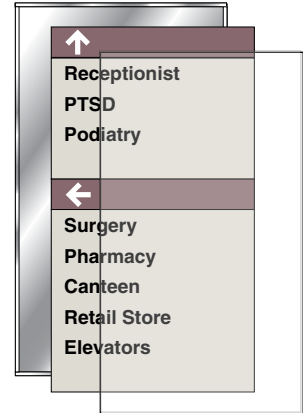 Receptionist
PTSD
Podiatry
Surgery
Pharmacy
Canteen
Retail Store
Elevators